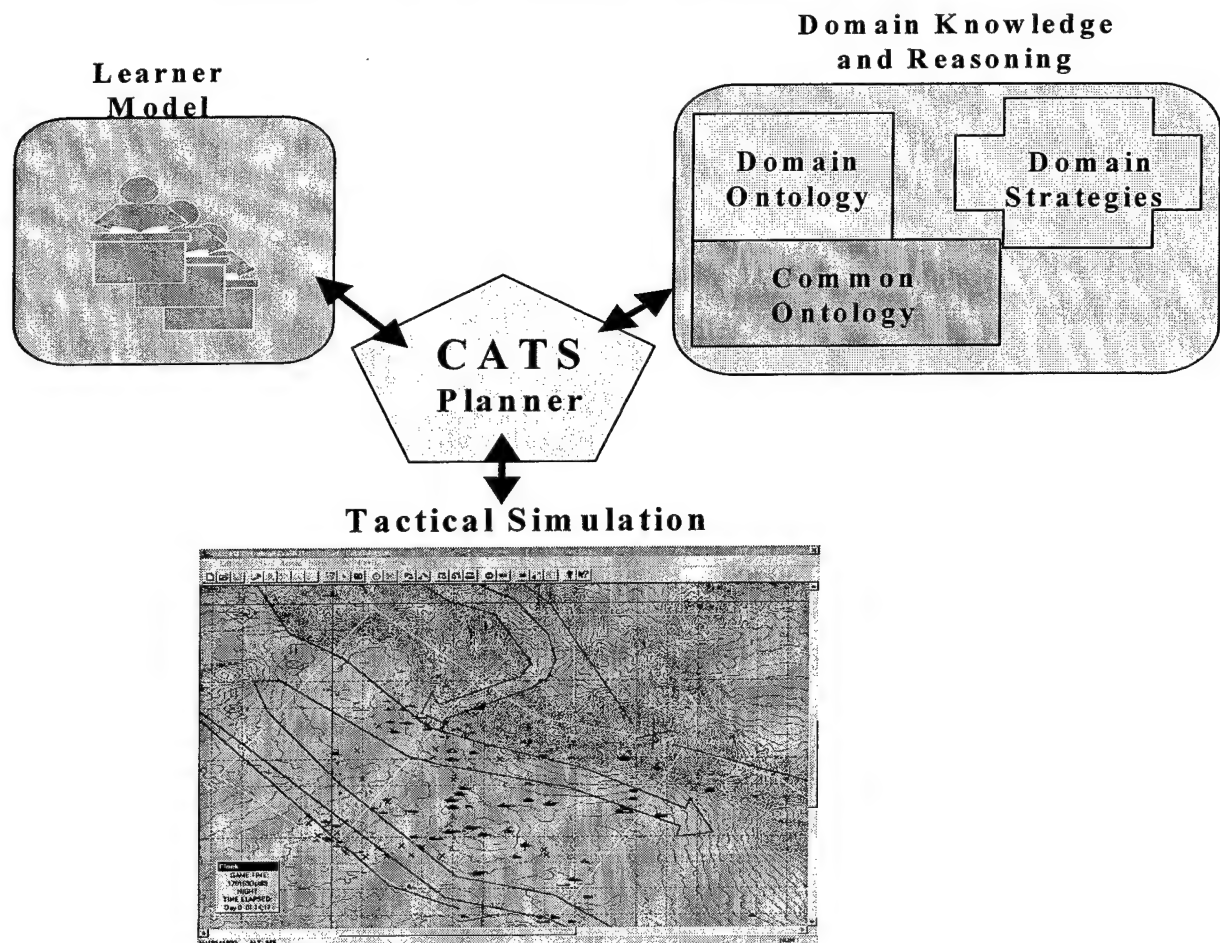 Domain Knowledge
and Reasoning
Learner
Model
Domain
Ontology
Domain
Strategies
Common
Ontology
CATS
Planner
Tactical Simulation
Clock
GAME TIME:
NIGHT
TIME ELAPSED: